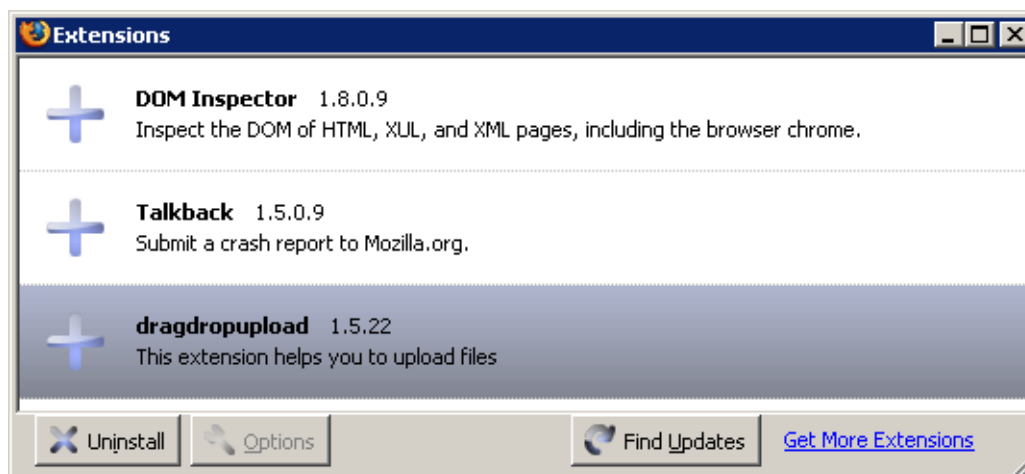 Extensions
DOM Inspector 1.8.0.9
Inspect the DOM of HTML, XUL, and XML pages, including the browser chrome.
Talkback 1.5.0.9
Submit a crash report to Mozilla.org.
dragdropupload 1.5.22
This extension helps you to upload files
Uninstall Options Find Updates Get More Extensions